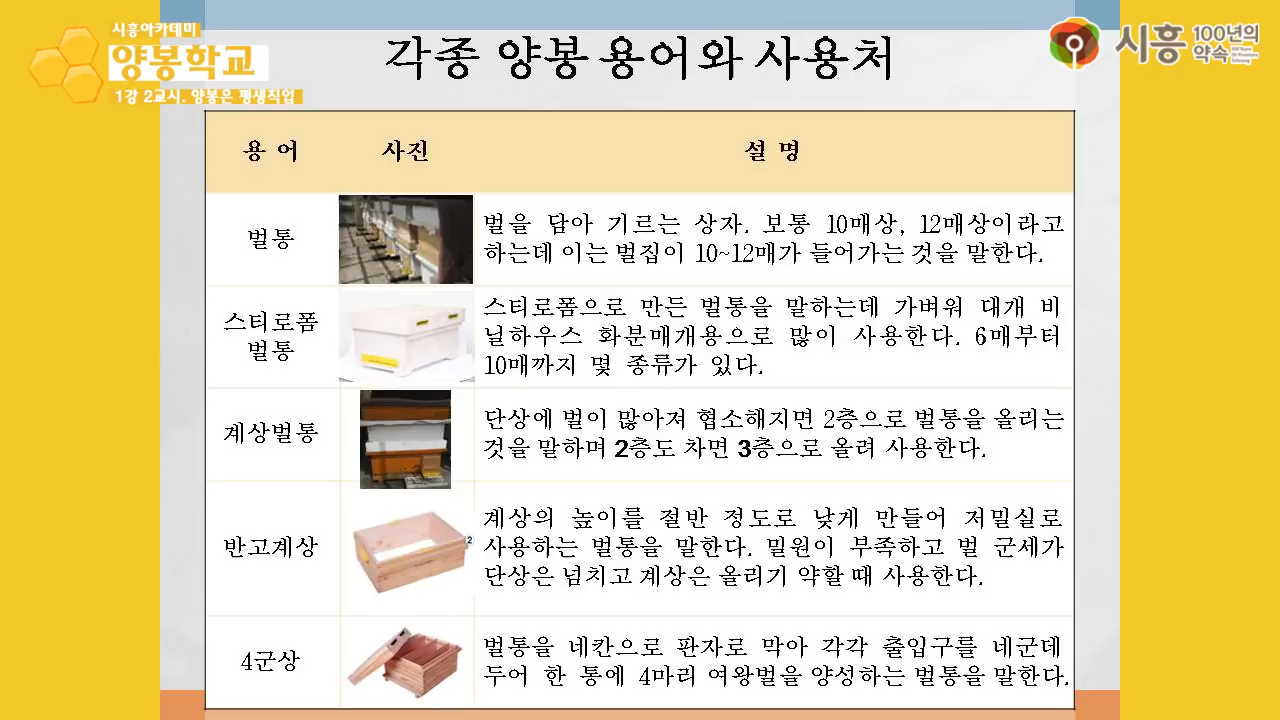 시흥아카데미
양봉학교
1강 2교시. 양봉은 평생직업
각종 양봉 용어와 사용처
시흥 100년의
약속
용 어 사진 설 명
벌통
벌을 담아 기르는 상자. 보통 10매상, 12매상이라고
하는데 이는 벌집이 10~12매가 들어가는 것을 말한다.
스티로폼
벌통
스티로폼으로 만든 벌통을 말하는데 가벼워 대개 비
닐하우스 화분매개용으로 많이 사용한다. 6매부터
10매까지 몇 종류가 있다.
계상벌통
단상에 벌이 많아져 협소해지면 2층으로 벌통을 올리는
것을 말하며 2층도 차면 3층으로 올려 사용한다.
반고계상
계상의 높이를 절반 정도로 낮게 만들어 저밀실로
사용하는 벌통을 말한다. 밀원이 부족하고 벌 군세가
단상은 넘치고 계상은 올리기 약할 때 사용한다.
4군상
벌통을 네칸으로 판자로 막아 각각 출입구를 네군데
두어 한 통에 4마리 여왕벌을 양성하는 벌통을 말한다.